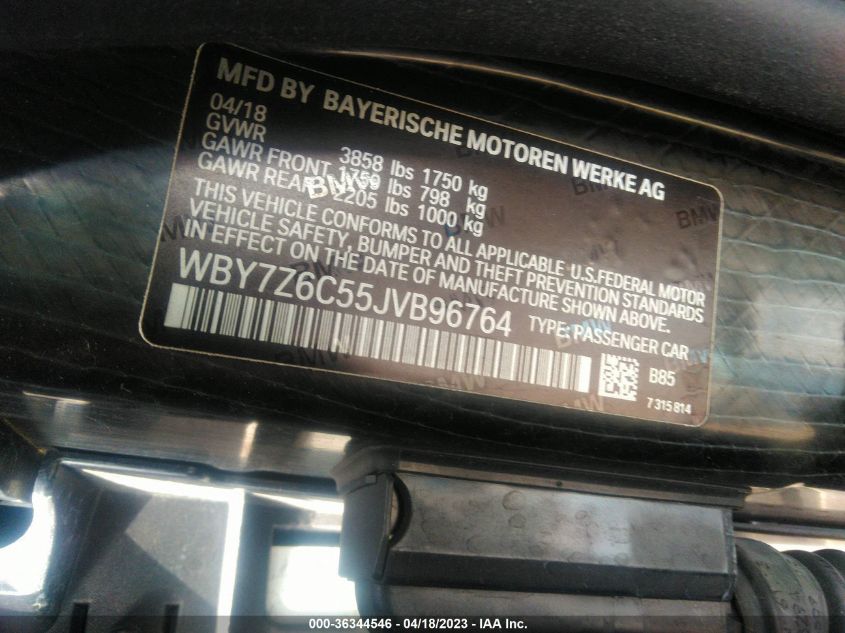 MFD BY BAYERISCHE MOTOREN WERKE AG
04/18
GVWR 3858 lbs 1750 kg
GAWR FRONT 1759 lbs 798 kg
GAWR REAR 2205 lbs 1000 kg
THIS VEHICLE CONFORMS TO ALL APPLICABLE U.S.FEDERAL MOTOR
VEHICLE SAFETY, BUMPER AND THEFT PREVENTION STANDARDS
IN EFFECT ON THE DATE OF MANUFACTURE SHOWN ABOVE.
WBY7Z6C55JVB96764 TYPE: PASSENGER CAR
B85
7 315 814
BMW
BMW
000-36344546 - 04/18/2023 - IAA Inc.